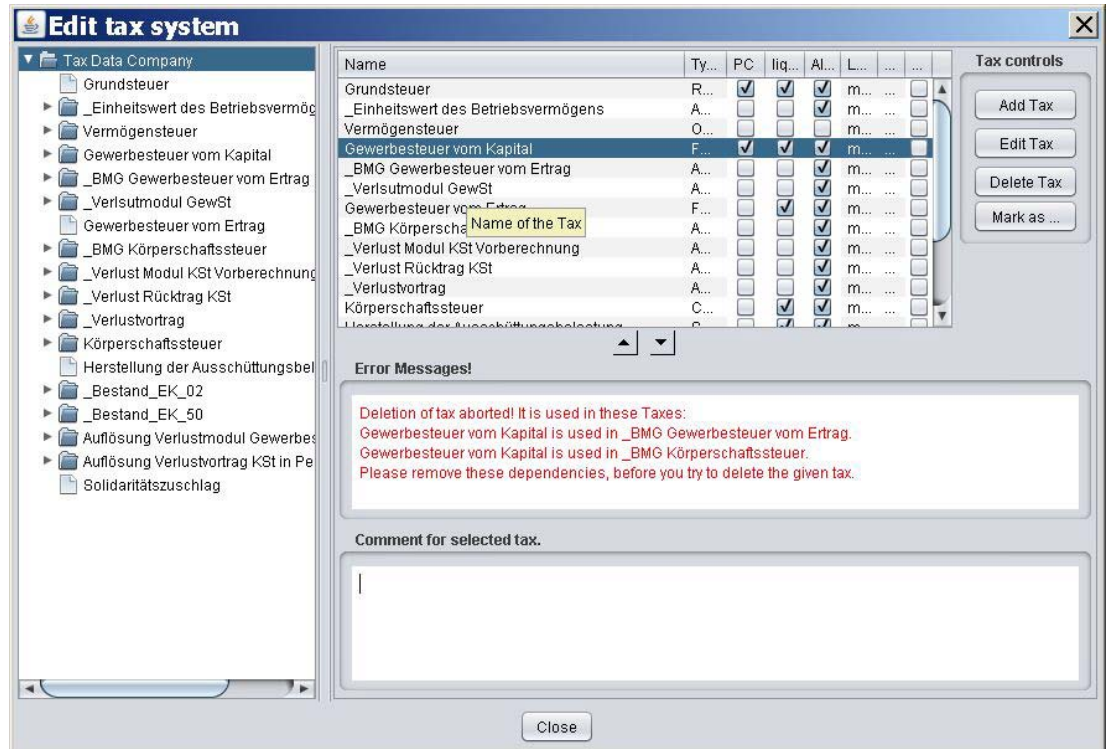 Edit tax system
Tax Data Company
Grundsteuer
_Einheitswert des Betriebsvermög
Vermögensteuer
Gewerbesteuer vom Kapital
_BMG Gewerbesteuer vom Ertrag
_Verlsutmodul GewSt
Gewerbesteuer vom Ertrag
_BMG Körperschaftssteuer
_Verlust Modul KSt Vorberechnung
_Verlust Rücktrag KSt
_Verlustvortrag
Körperschaftssteuer
Herstellung der Ausschüttungsbel
_Bestand_EK_02
_Bestand_EK_50
Auflösung Verlustmodul Gewerbes
Auflösung Verlustvortrag KSt in Pe
Solidaritätszuschlag
Name Ty... PC liq... Al... L... ... ...
Grundsteuer R... m... ...
_Einheitswert des Betriebsvermögens A... m... ...
Vermögensteuer O... m... ...
Gewerbesteuer vom Kapital F... m... ...
_BMG Gewerbesteuer vom Ertrag A... m... ...
_Verlsutmodul GewSt A... m... ...
Gewerbesteuer vom Ertrag F... m... ...
Name of the Tax
_BMG Körperscha A... m... ...
_Verlust Modul KSt Vorberechnung A... m... ...
_Verlust Rücktrag KSt A... m... ...
_Verlustvortrag A... m... ...
Körperschaftssteuer C... m... ...
Herstellung der Ausschüttungsbelastung
Tax controls
Add Tax
Edit Tax
Delete Tax
Mark as ...
Error Messages!
Deletion of tax aborted! It is used in these Taxes:
Gewerbesteuer vom Kapital is used in _BMG Gewerbesteuer vom Ertrag.
Gewerbesteuer vom Kapital is used in _BMG Körperschaftssteuer.
Please remove these dependencies, before you try to delete the given tax.
Comment for selected tax.
Close